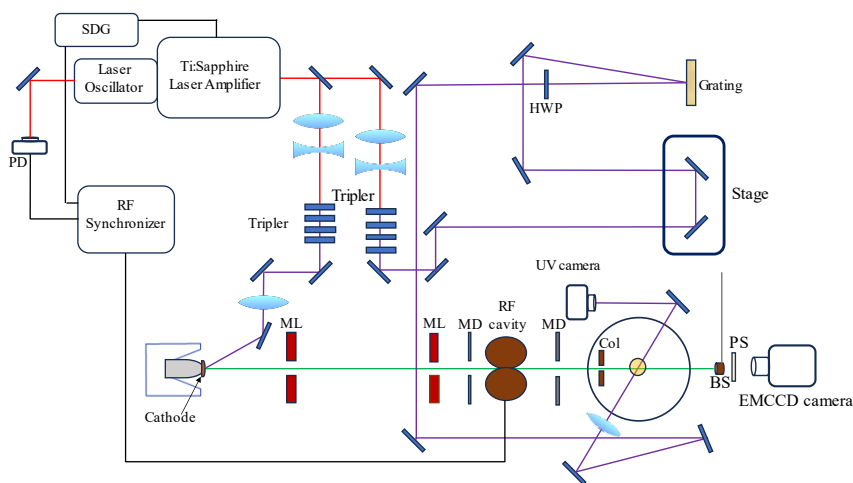 SDG
Laser
Oscillator
Ti:Sapphire
Laser Amplifier
HWP
Grating
PD
RF
Synchronizer
Tripler
Tripler
Stage
UV camera
ML
ML
MD
RF
cavity
MD
Col
PS
BS
EMCCD camera
Cathode